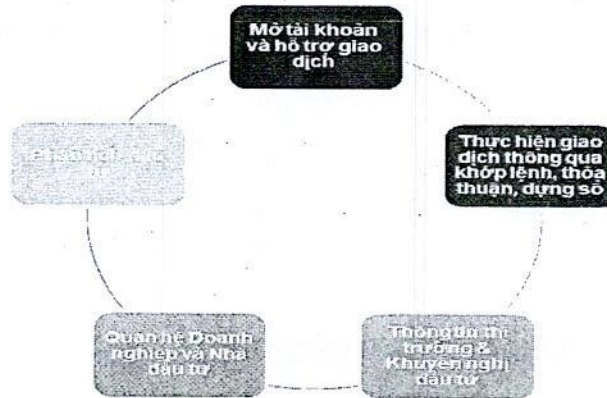 Mở tài khoản
và hỗ trợ giao
dịch
Thực hiện giao
dịch thông qua
khớp lệnh, thỏa
thuận, dựng sổ
Thông tin thị
trường &
Khuyến nghị
đầu tư
Quan hệ Doanh
nghiệp và Nhà
đầu tư